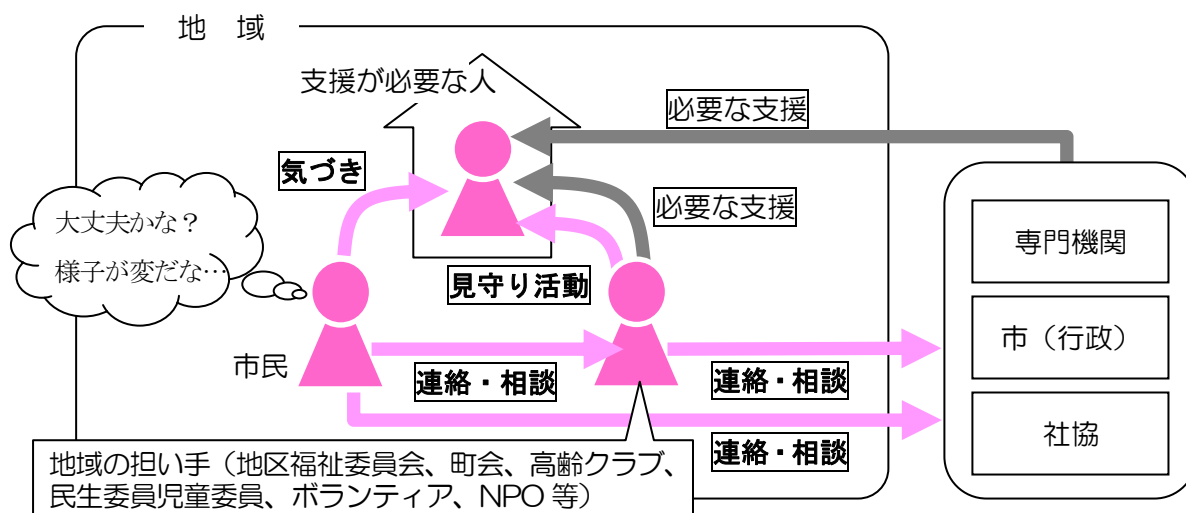 地　域
支援が必要な人
必要な支援
気づき
必要な支援
大丈夫かな？
様子が変だな…
見守り活動
専門機関
市（行政）
社協
市民
連絡・相談
連絡・相談
連絡・相談
地域の担い手（地区福祉委員会、町会、高齢クラブ、
民生委員児童委員、ボランティア、NPO 等）